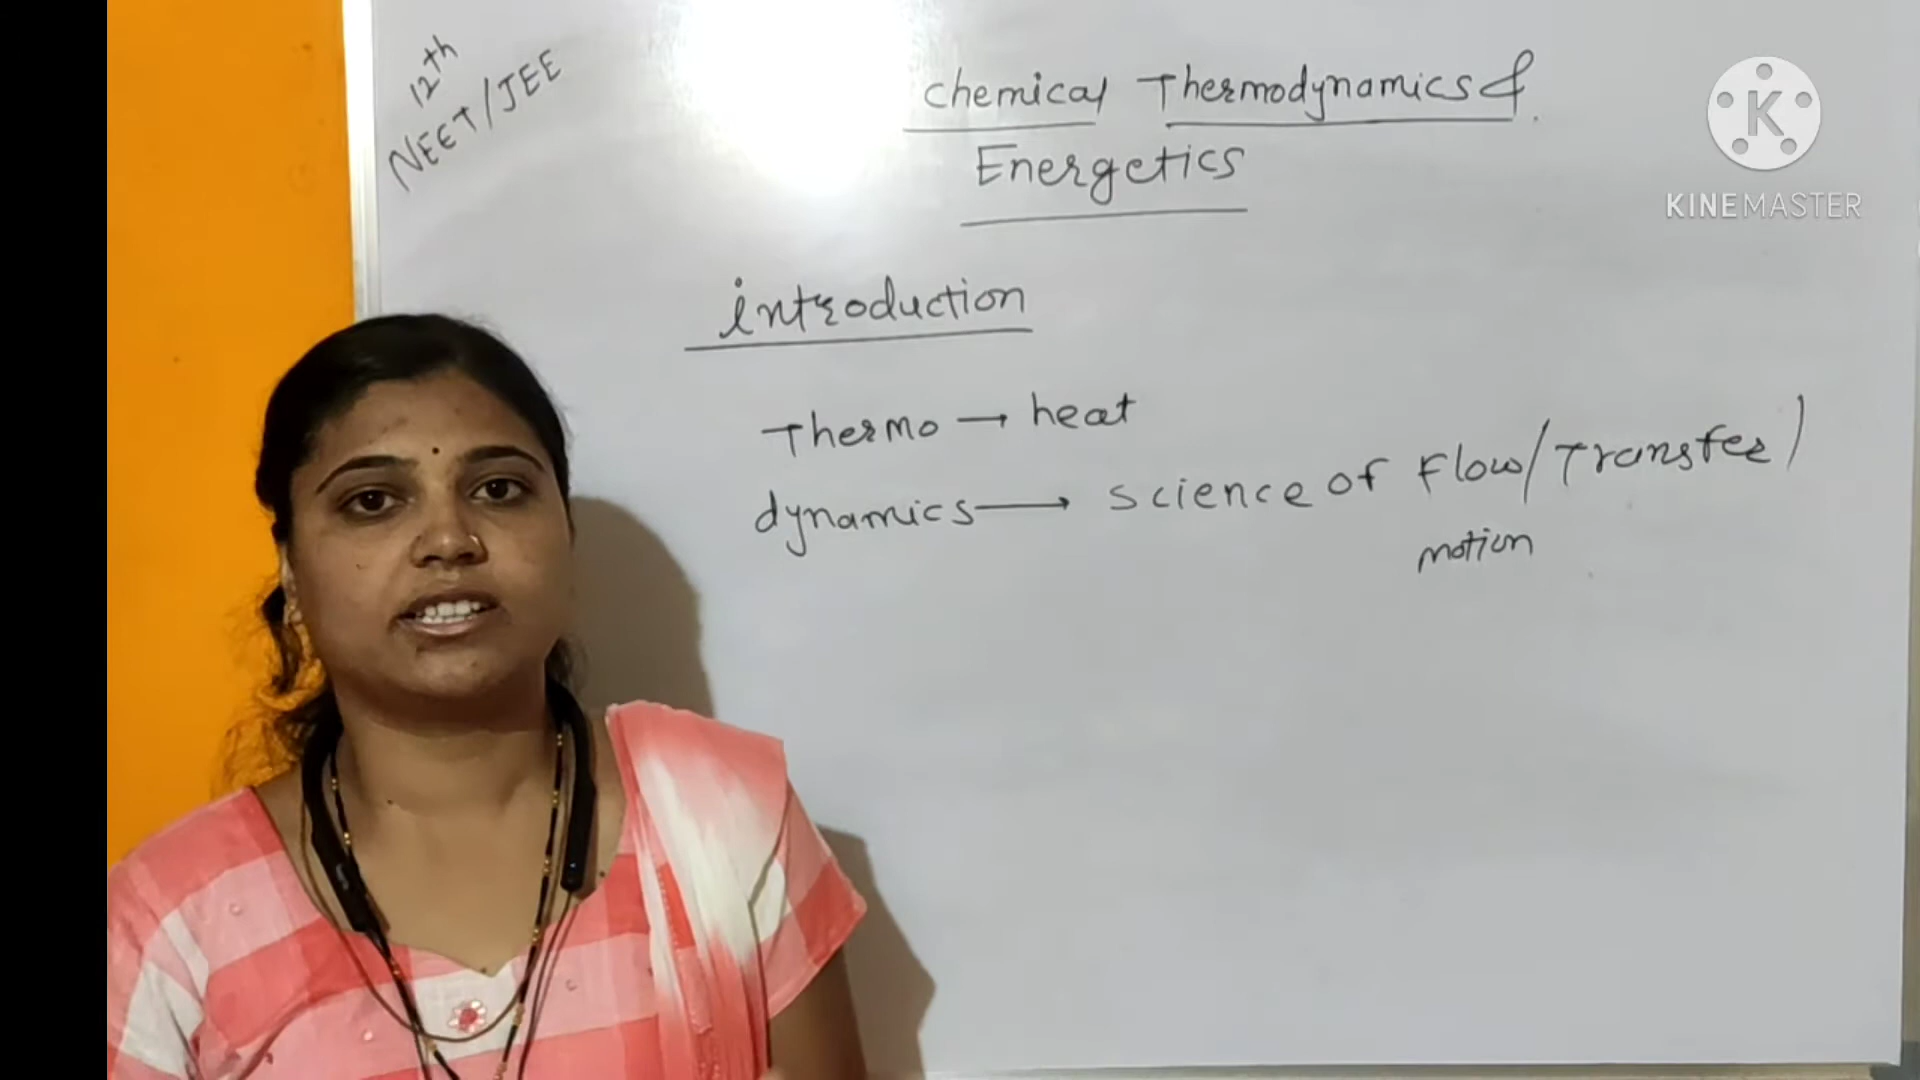 12th
NEET/JEE
Chemical Thermodynamics &
Energetics
KINEMASTER
introduction
Thermo → heat
dynamics → science of Flow/Transfer/
motion